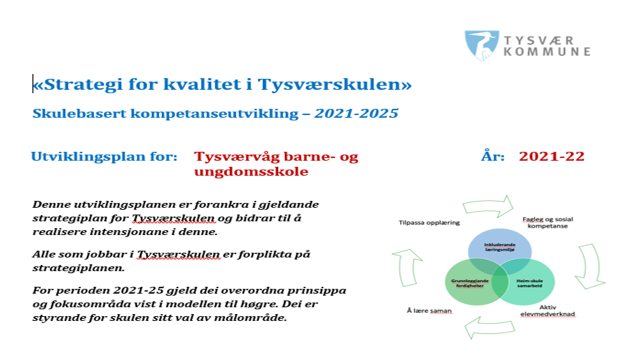 TYSVÆR
KOMMUNE
«Strategi for kvalitet i Tysværskulen»
Skulebasert kompetanseutvikling – 2021-2025
Utviklingsplan for: Tysværvåg barne- og
ungdomsskole
År: 2021-22
Denne utviklingsplanen er forankra i gjeldande
strategiplan for Tysværskulen og bidrar til å
realisere intensjonane i denne.
Alle som jobbar i Tysværskulen er forplikta på
strategiplanen.
For perioden 2021-25 gjeld dei overordna prinsippa
og fokusområda vist i modellen til høgre. Dei er
styrande for skulen sitt val av målområde.
Tilpassa opplæring
Fagleg og sosial
kompetanse
Inkluderande
læringsmiljø
Grunnleggjande
ferdigheiter
Heim-skule
samarbeid
Å lære saman
Aktiv
elevmedverknad